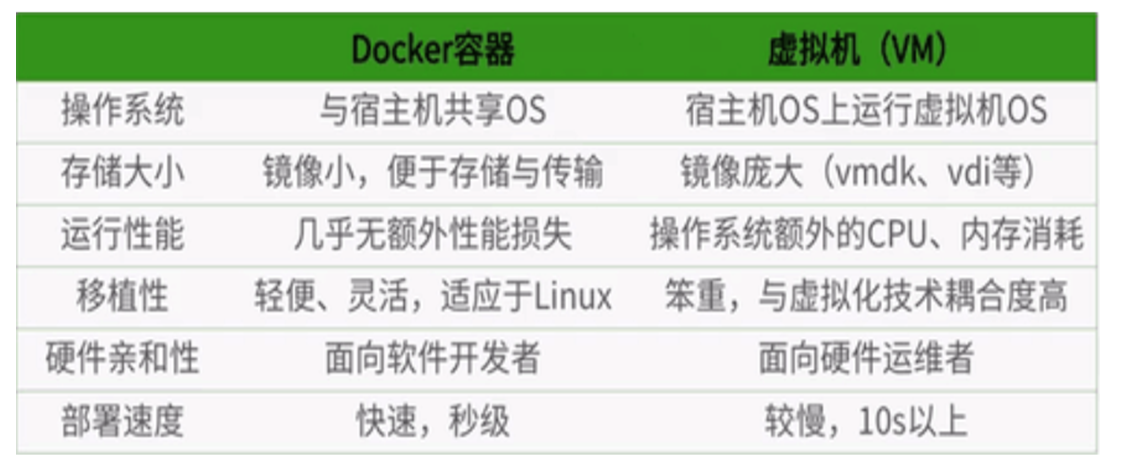 Docker容器 虚拟机（VM）
操作系统 与宿主机共享OS 宿主机OS上运行虚拟机OS
存储大小 镜像小，便于存储与传输 镜像庞大（vmdk、vdi等）
运行性能 几乎无额外性能损失 操作系统额外的CPU、内存消耗
移植性 轻便、灵活，适应于Linux 笨重，与虚拟化技术耦合度高
硬件亲和性 面向软件开发者 面向硬件运维者
部署速度 快速，秒级 较慢，10s以上